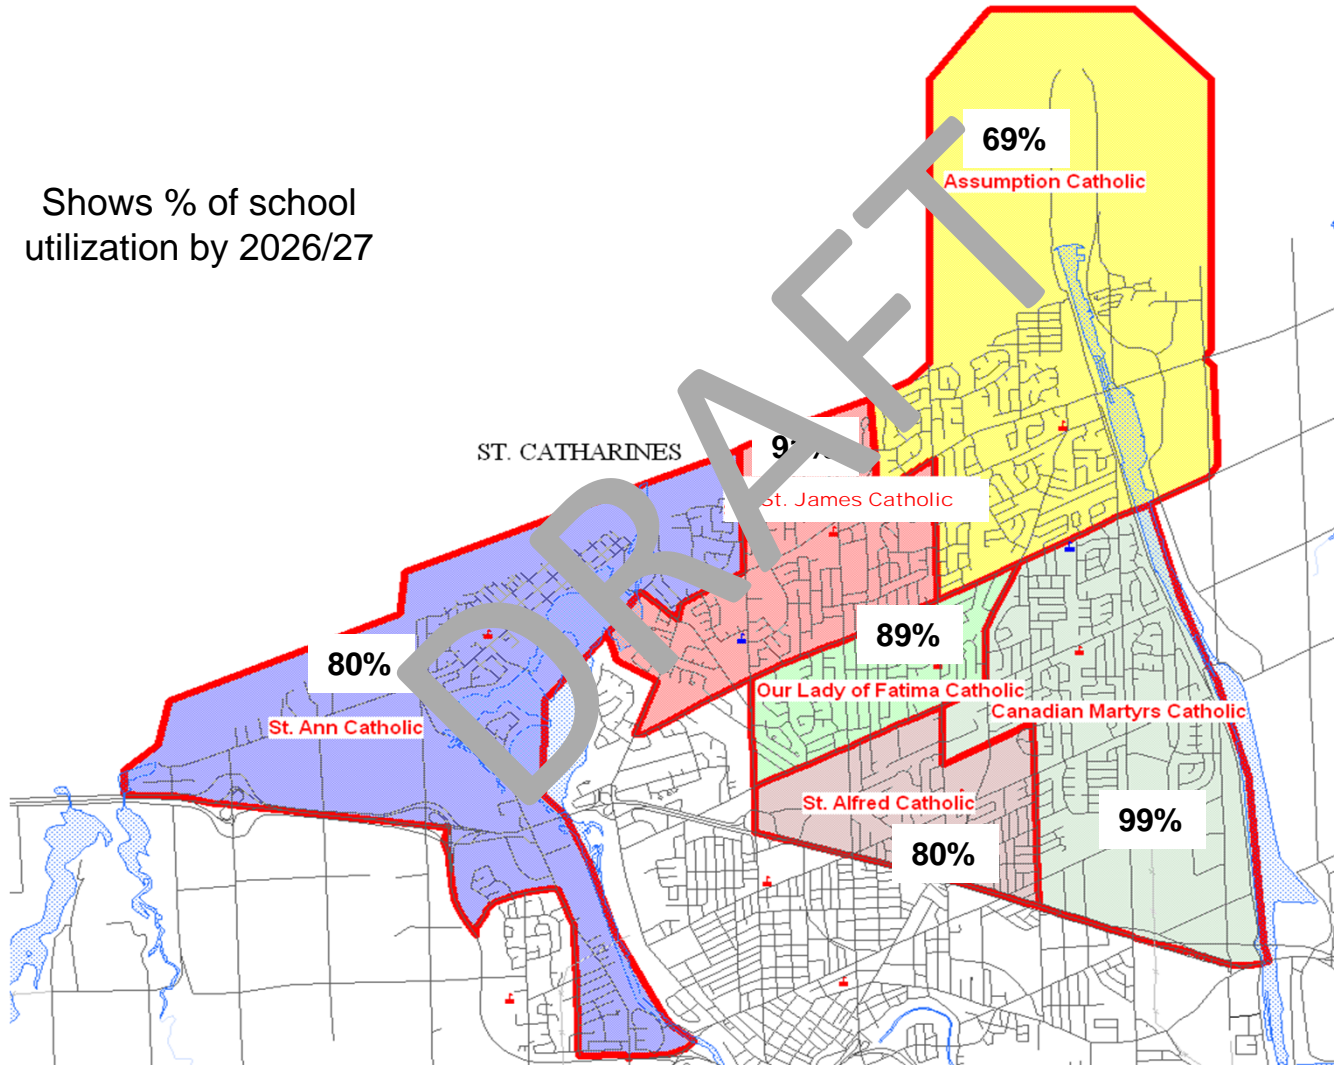 69%
Assumption Catholic
Shows % of school
utilization by 2026/27
ST. CATHARINES
St. James Catholic
89%
80%
Our Lady of Fatima Catholic
Canadian Martyrs Catholic
St. Ann Catholic
St. Alfred Catholic
99%
80%
DRAFT